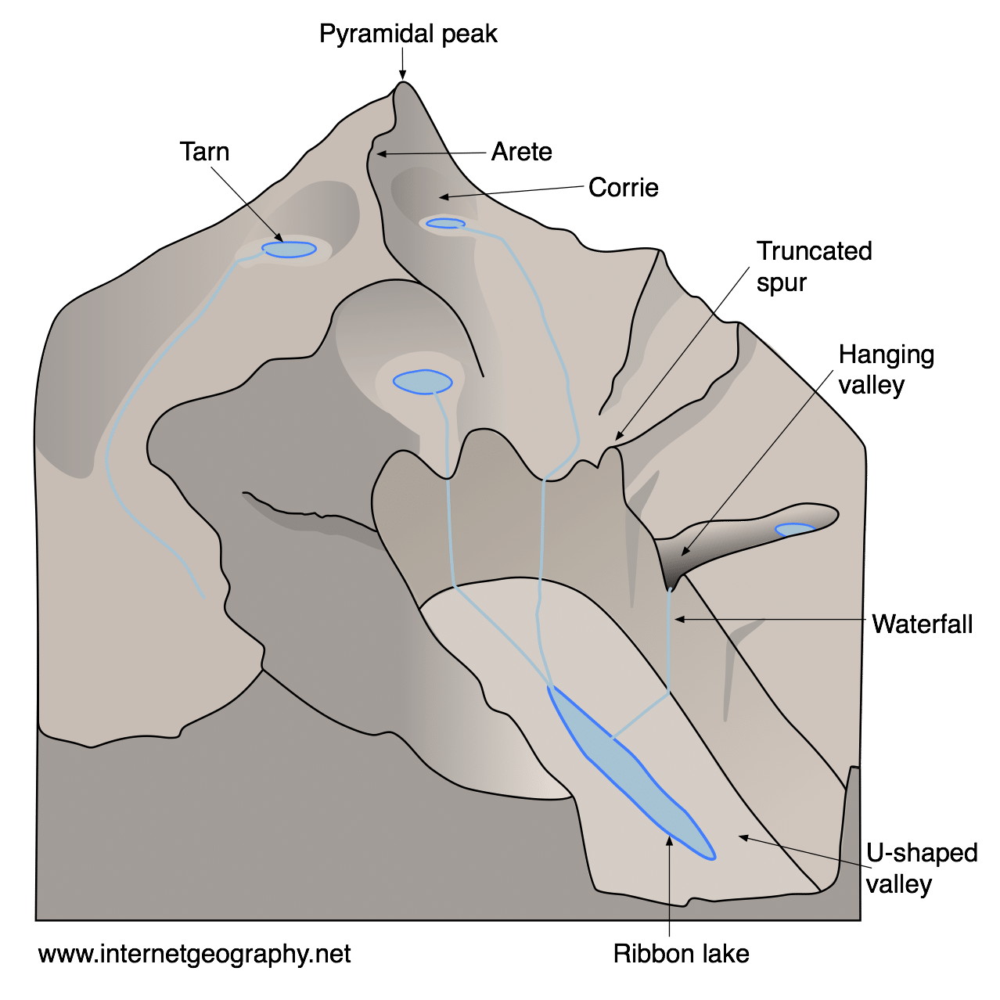 Pyramidal peak
Tarn
Arete
Corrie
Truncated
spur
Hanging
valley
Waterfall
U-shaped
valley
Ribbon lake
www.internetgeography.net